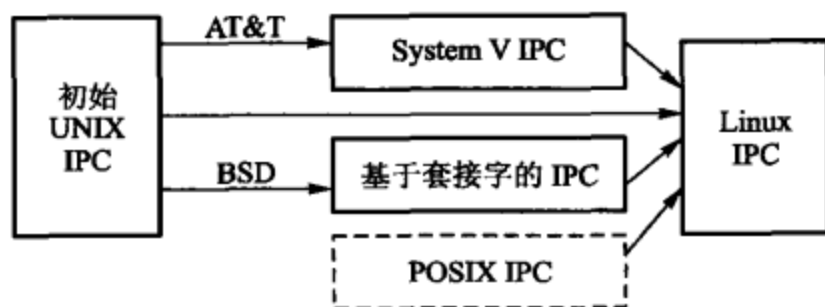 初始
UNIX
IPC
AT&T
System V IPC
BSD
基于套接字的 IPC
POSIX IPC
Linux
IPC